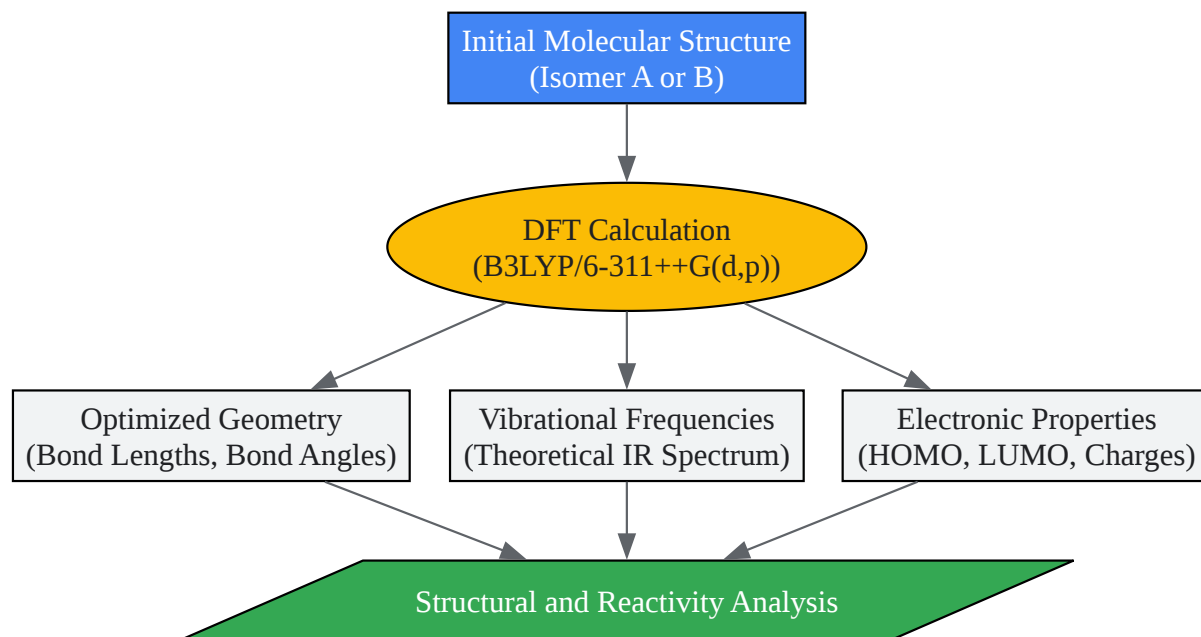 Initial Molecular Structure
(Isomer A or B)
DFT Calculation
(B3LYP/6-311++G(d,p))
Optimized Geometry
(Bond Lengths, Bond Angles)
Vibrational Frequencies
(Theoretical IR Spectrum)
Electronic Properties
(HOMO, LUMO, Charges)
Structural and Reactivity Analysis